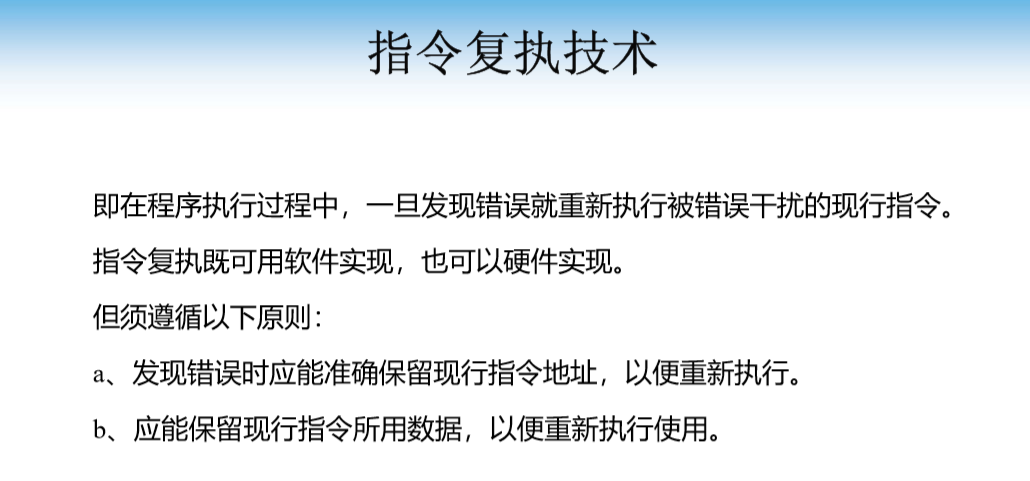 指令复执技术
即在程序执行过程中，一旦发现错误就重新执行被错误干扰的现行指令。
指令复执既可用软件实现，也可以硬件实现。
但须遵循以下原则：
a、发现错误时应能准确保留现行指令地址，以便重新执行。
b、应能保留现行指令所用数据，以便重新执行使用。